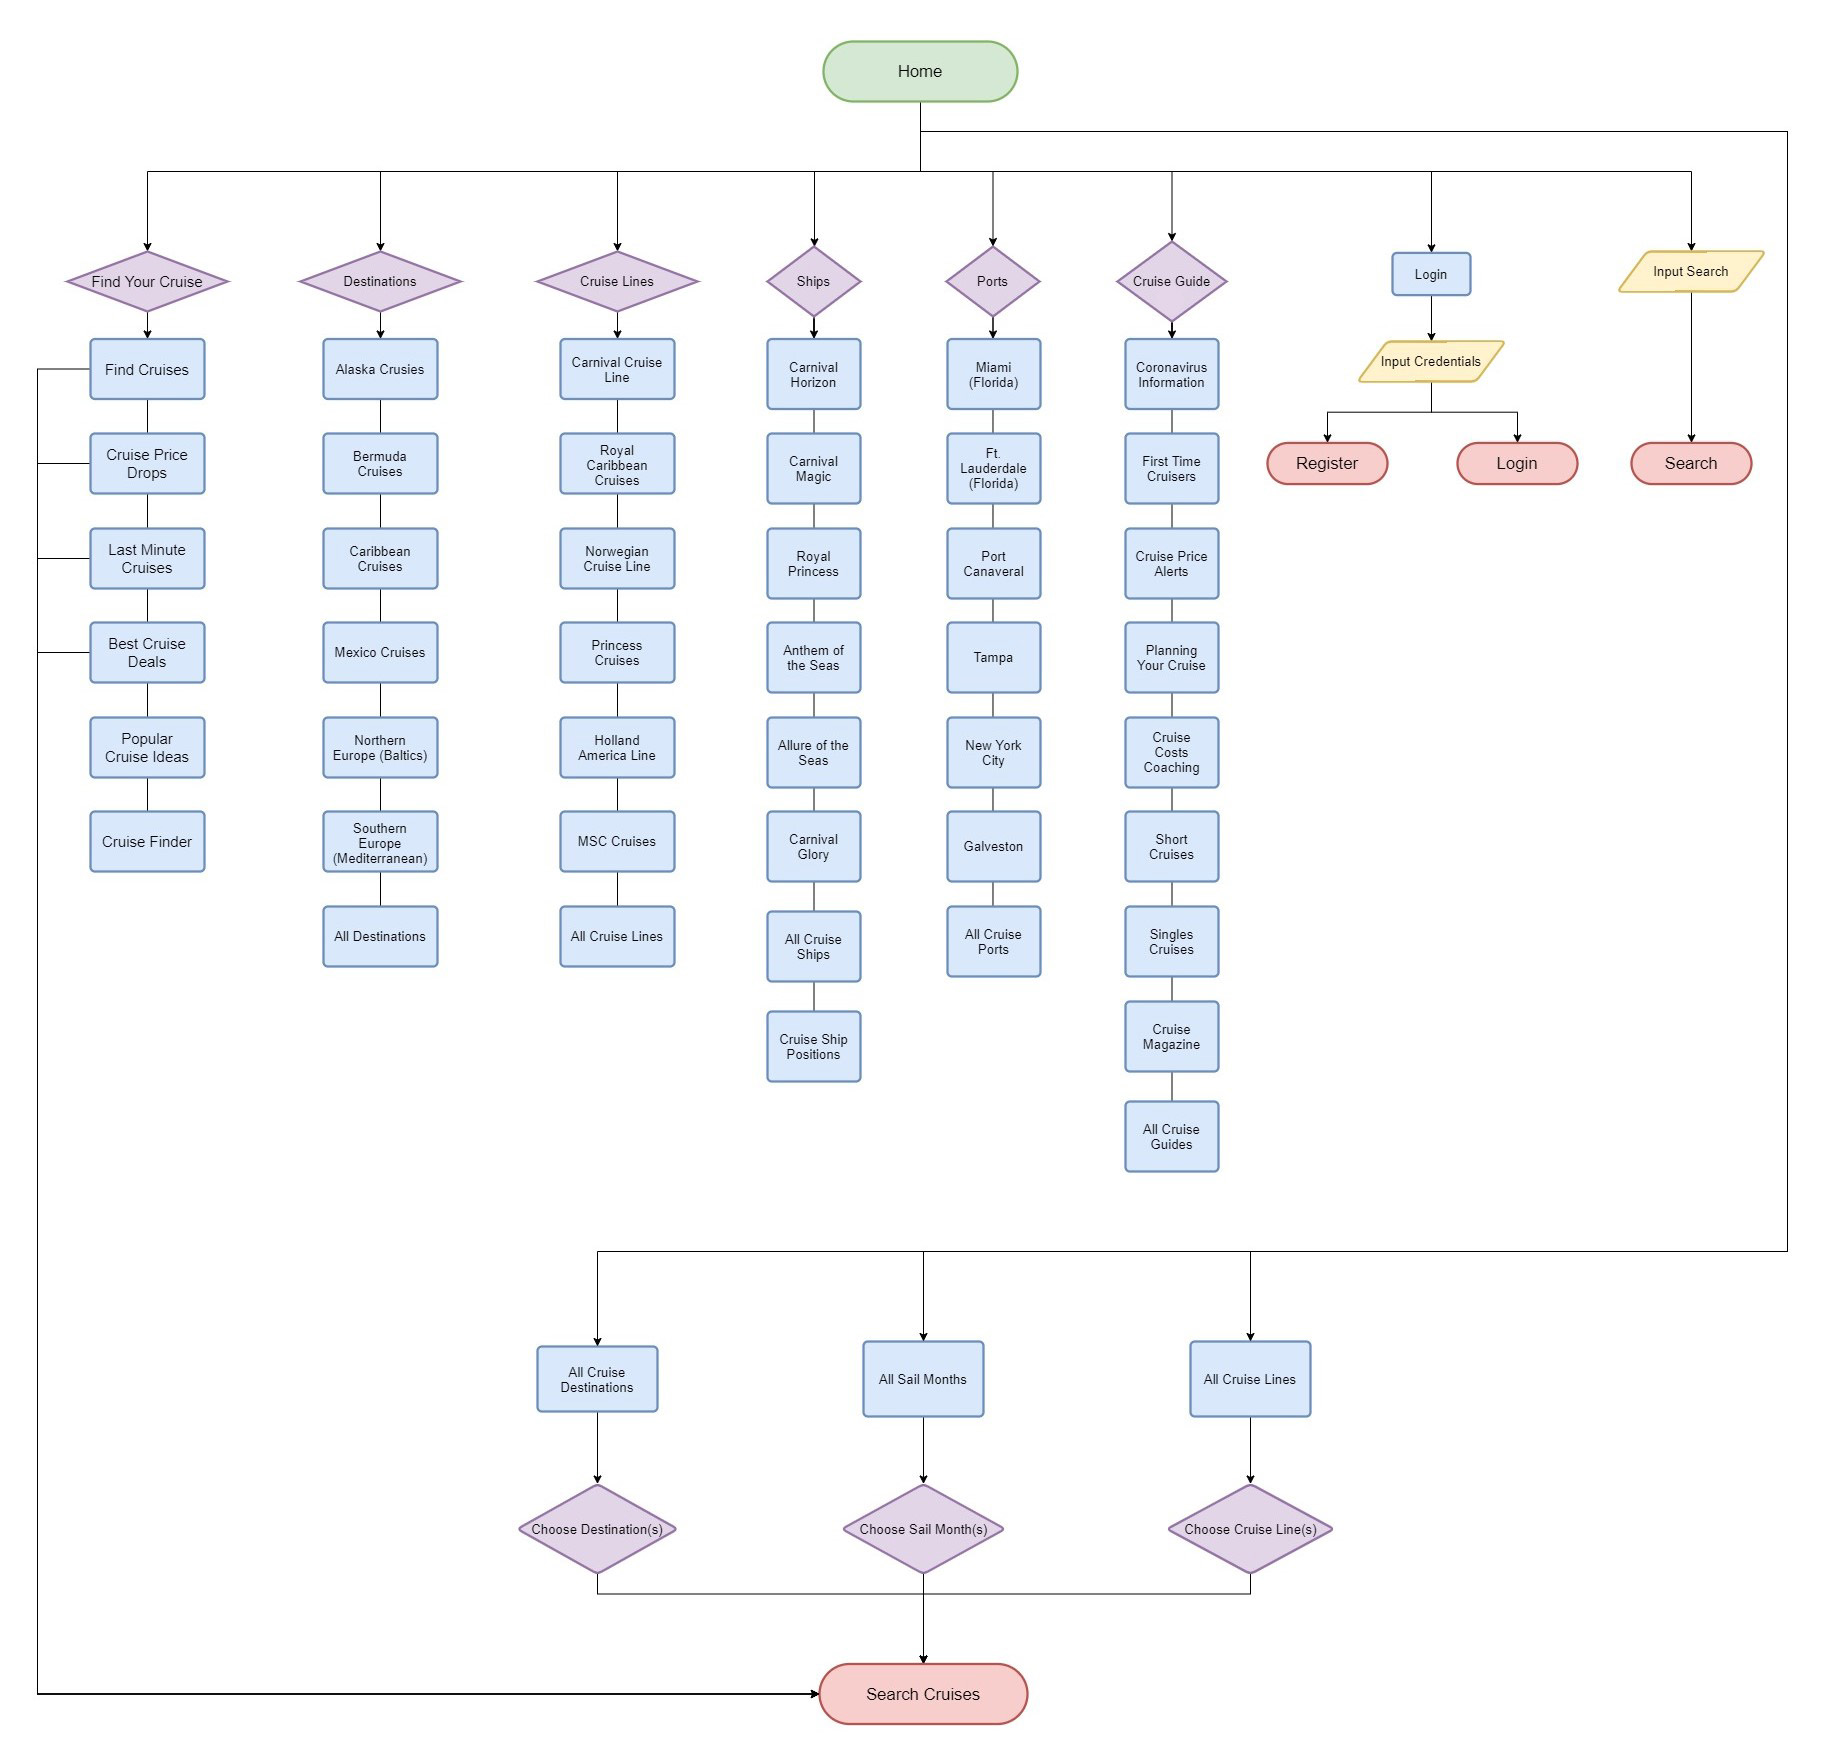 Home
Find Your Cruise
Destinations
Cruise Lines
Ships
Ports
Cruise Guide
Login
Input Search
Find Cruises
Cruise Price
Drops
Last Minute
Cruises
Best Cruise
Deals
Popular
Cruise Ideas
Cruise Finder
Alaska Crusies
Bermuda
Cruises
Caribbean
Cruises
Mexico Cruises
Northern
Europe (Baltics)
Southern
Europe
(Mediterranean)
All Destinations
Carnival Cruise
Line
Royal
Caribbean
Cruises
Norwegian
Cruise Line
Princess
Cruises
Holland
America Line
MSC Cruises
All Cruise Lines
Carnival
Horizon
Carnival
Magic
Royal
Princess
Anthem of
the Seas
Allure of the
Seas
Carnival
Glory
All Cruise
Ships
Cruise Ship
Positions
Miami
(Florida)
Ft.
Lauderdale
(Florida)
Port
Canaveral
Tampa
New York
City
Galveston
All Cruise
Ports
Coronavirus
Information
First Time
Cruisers
Cruise Price
Alerts
Planning
Your Cruise
Cruise
Costs
Coaching
Short
Cruises
Singles
Cruises
Cruise
Magazine
All Cruise
Guides
Input Credentials
Register
Login
Search
All Cruise
Destinations
All Sail Months
All Cruise Lines
Choose Destination(s)
Choose Sail Month(s)
Choose Cruise Line(s)
Search Cruises